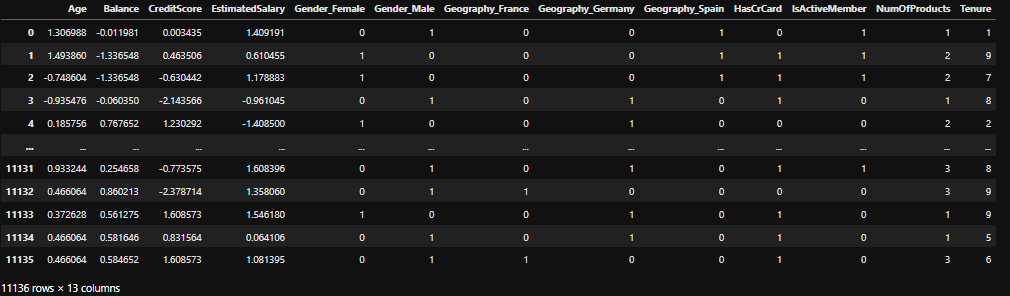 Age Balance CreditScore EstimatedSalary Gender_Female Gender_Male Geography_France Geography_Germany Geography_Spain HasCrCard IsActiveMember NumOfProducts Tenure
0 1.306988 -0.011981 0.003435 1.409191 0 1 0 0 1 0 1 1 1
1 1.493860 -1.336548 0.463506 0.610455 1 0 0 0 1 1 1 2 9
2 -0.748604 -1.336548 -0.630442 1.178883 0 1 0 0 1 1 1 2 7
3 -0.935476 -0.060350 -2.143566 -0.961045 0 1 0 1 0 1 0 1 8
4 0.185756 0.767652 1.230292 -1.408500 1 0 0 1 0 0 0 2 2
... ... ... ... ... ... ... ... ... ... ... ... ... ...
11131 0.933244 0.254658 -0.773575 1.608396 0 1 0 1 0 1 1 3 8
11132 0.466064 0.860213 -2.378714 1.358060 0 1 1 0 0 0 0 3 9
11133 0.372628 0.561275 1.608573 1.546180 1 0 0 1 0 1 0 1 9
11134 0.466064 0.581646 0.831564 0.064106 0 1 0 1 0 1 0 1 5
11135 0.466064 0.584652 1.608573 1.081395 0 1 1 0 0 1 0 3 6
11136 rows × 13 columns